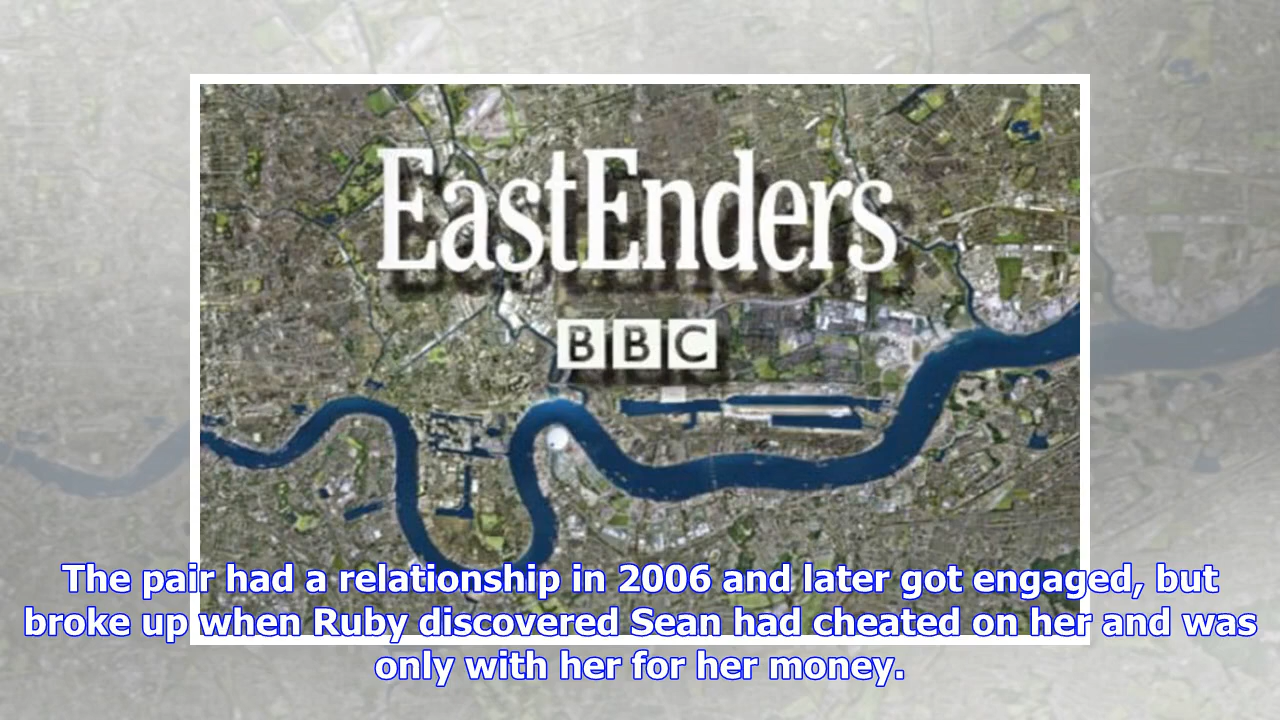 EastEnders
BBC
The pair had a relationship in 2006 and later got engaged, but
broke up when Ruby discovered Sean had cheated on her and was
only with her for her money.